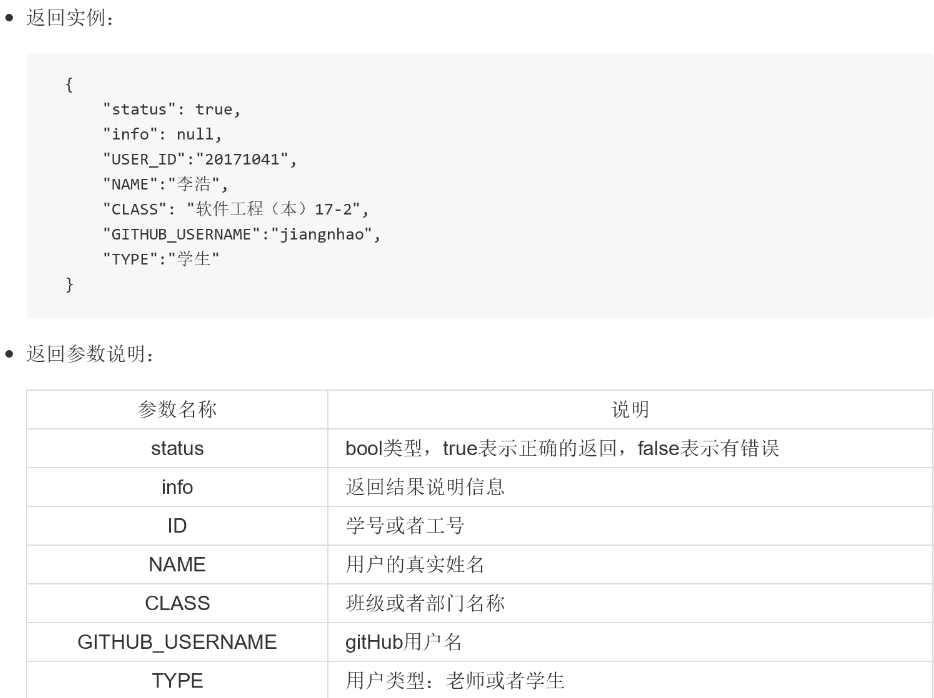 • 返回实例：
{
"status": true,
"info": null,
"USER_ID":"20171041",
"NAME":"李浩",
"CLASS": "软件工程（本）17-2",
"GITHUB_USERNAME":"jiangnhao",
"TYPE":"学生"
}
• 返回参数说明：
参数名称 说明
status bool类型，true表示正确的返回，false表示有错误
info 返回结果说明信息
ID 学号或者工号
NAME 用户的真实姓名
CLASS 班级或者部门名称
GITHUB_USERNAME gitHub用户名
TYPE 用户类型：老师或者学生